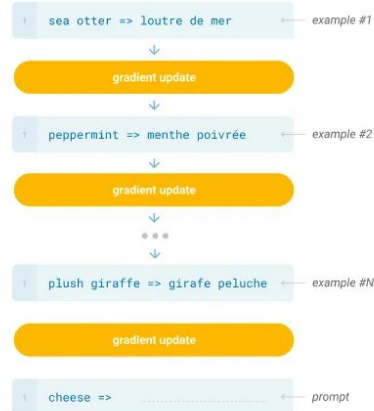 1 sea otter => loutre de mer ← example #1
gradient update
1 peppermint => menthe poivrée ← example #2
gradient update
1 plush giraffe => girafe peluche ← example #N
gradient update
1 cheese => ........................ ← prompt